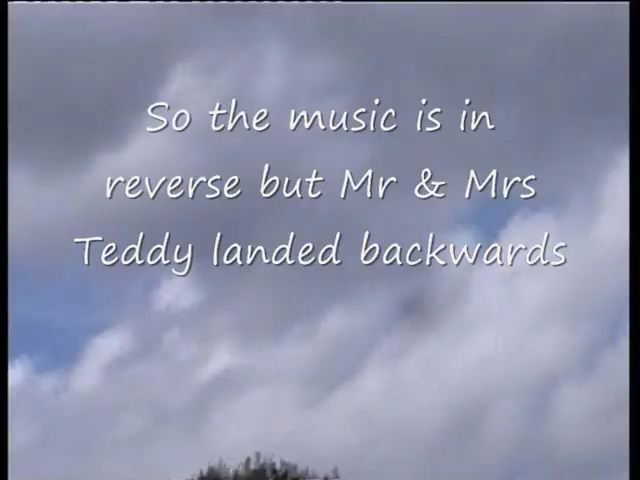 So the music is in
reverse but Mr & Mrs
Teddy landed backwards